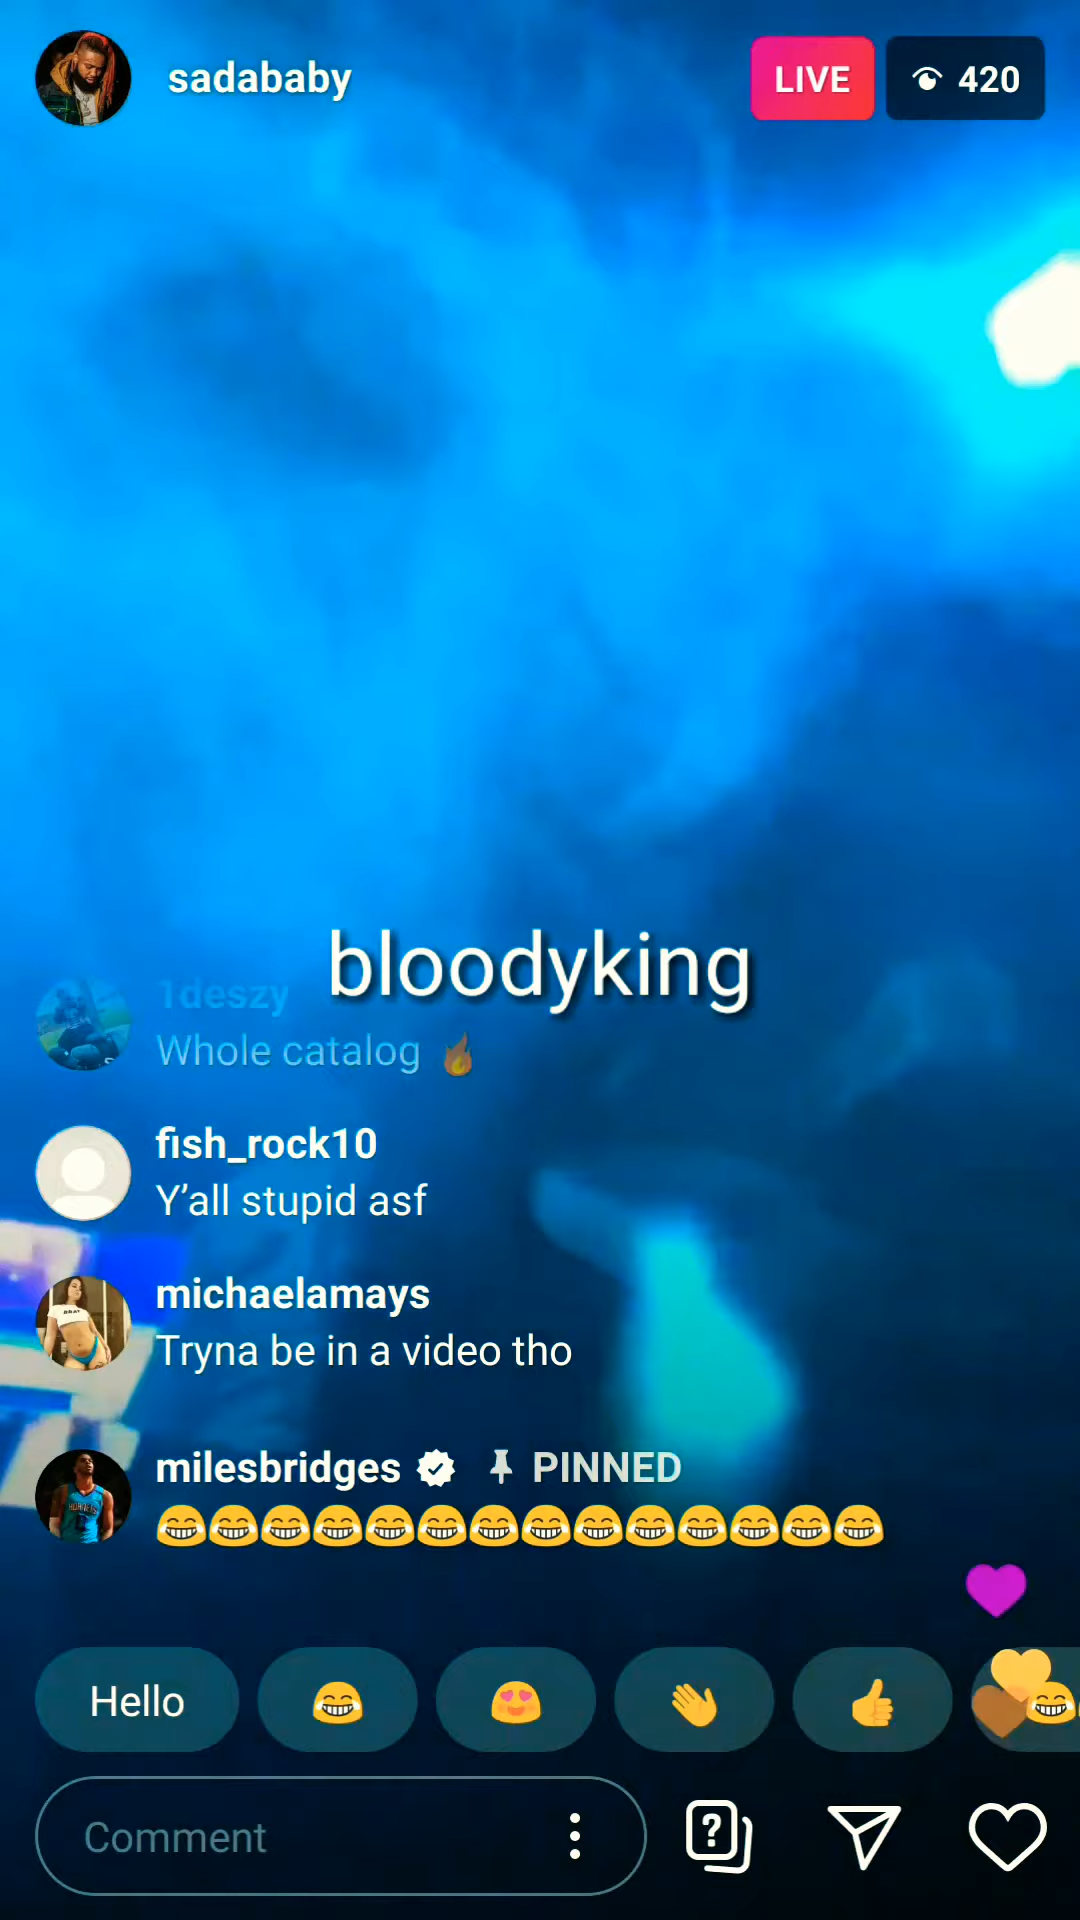 sadababy
LIVE
420
bloodyking
1deszy
Whole catalog 🔥
fish_rock10
Y’all stupid asf
michaelamays
Tryna be in a video tho
milesbridges PINNED
😂😂😂😂😂😂😂😂😂😂😂😂😂😂
Hello 😂 😍 👋 👍 😂
Comment